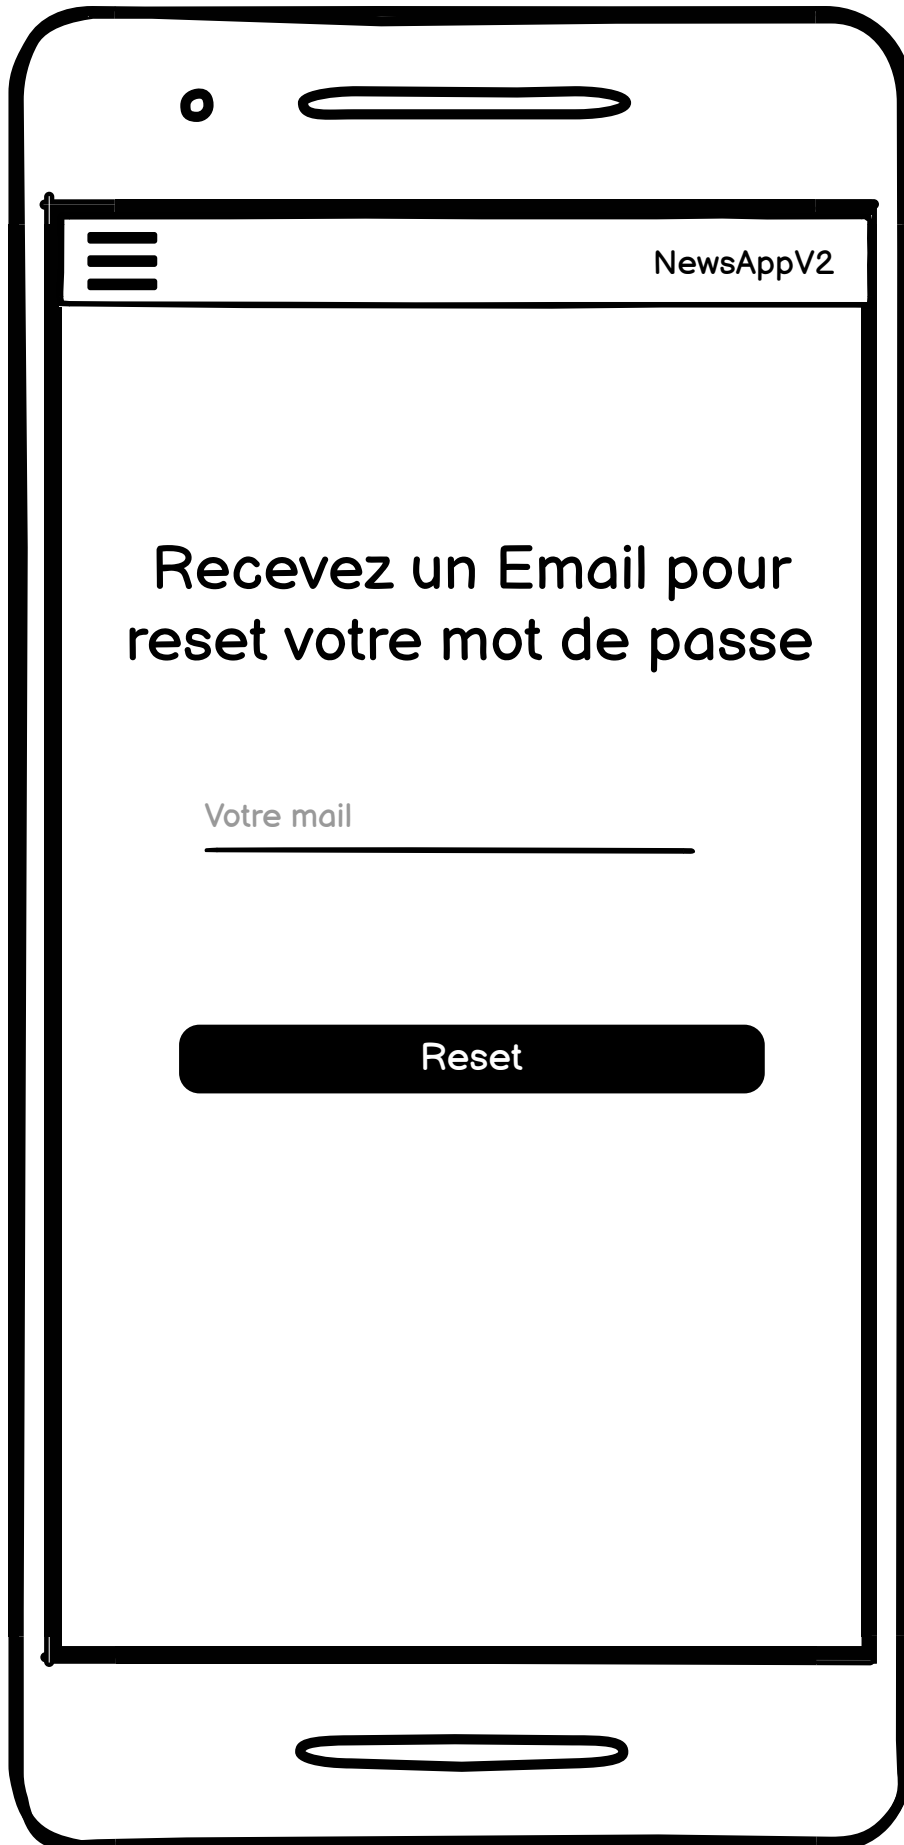 NewsAppV2
Recevez un Email pour
reset votre mot de passe
Votre mail
Reset